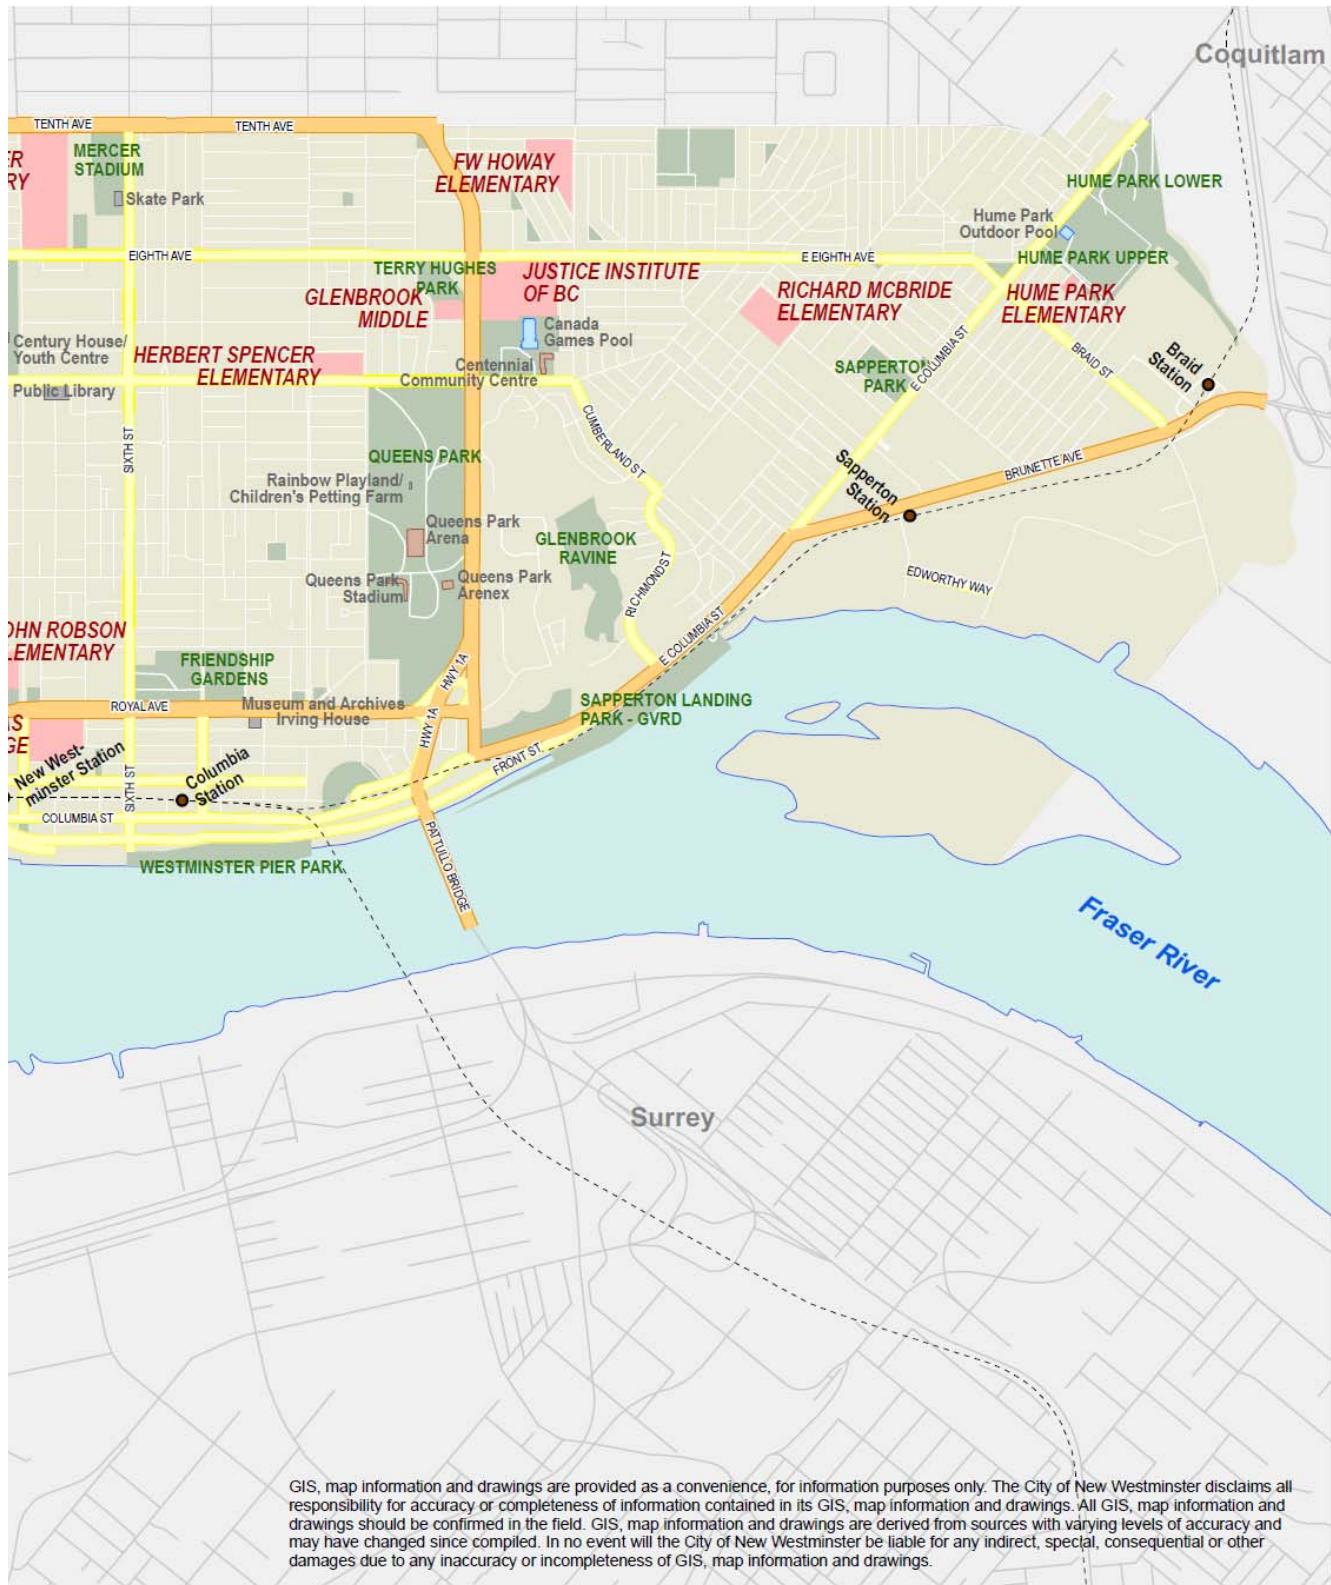 Coquitlam
TENTH AVE
TENTH AVE
ER
RY
MERCER
STADIUM
Skate Park
FW HOWAY
ELEMENTARY
HUME PARK LOWER
Hume Park
Outdoor Pool
EIGHTH AVE
E EIGHTH AVE
HUME PARK UPPER
TERRY HUGHES
PARK
JUSTICE INSTITUTE
OF BC
GLENBROOK
MIDDLE
RICHARD MCBRIDE
ELEMENTARY
HUME PARK
ELEMENTARY
Century House/
Youth Centre
HERBERT SPENCER
ELEMENTARY
Canada
Games Pool
Centennial
Community Centre
E COLUMBIA ST
BRAID ST
Braid
Station
SAPPERTON
PARK
Public Library
SIXTH ST
CUMBERLAND ST
QUEENS PARK
Rainbow Playland/
Children's Petting Farm
Sapperton
Station
BRUNETTE AVE
Queens Park
Arena
GLENBROOK
RAVINE
Queens Park
Stadium
Queens Park
Arenex
RICHMOND ST
EDWORTHY WAY
OHN ROBSON
LEMENTARY
E COLUMBIA ST
FRIENDSHIP
GARDENS
HWY 1A
ROYAL AVE
Museum and Archives
Irving House
SAPPERTON LANDING
PARK - GVRD
AS
GE
HWY 1A
FRONT ST
New West-
minster Station
SIXTH ST
Columbia
Station
COLUMBIA ST
PATTULLO BRIDGE
WESTMINSTER PIER PARK
Fraser River
Surrey
GIS, map information and drawings are provided as a convenience, for information purposes only. The City of New Westminster disclaims all
responsibility for accuracy or completeness of information contained in its GIS, map information and drawings. All GIS, map information and
drawings should be confirmed in the field. GIS, map information and drawings are derived from sources with varying levels of accuracy and
may have changed since compiled. In no event will the City of New Westminster be liable for any indirect, special, consequential or other
damages due to any inaccuracy or incompleteness of GIS, map information and drawings.